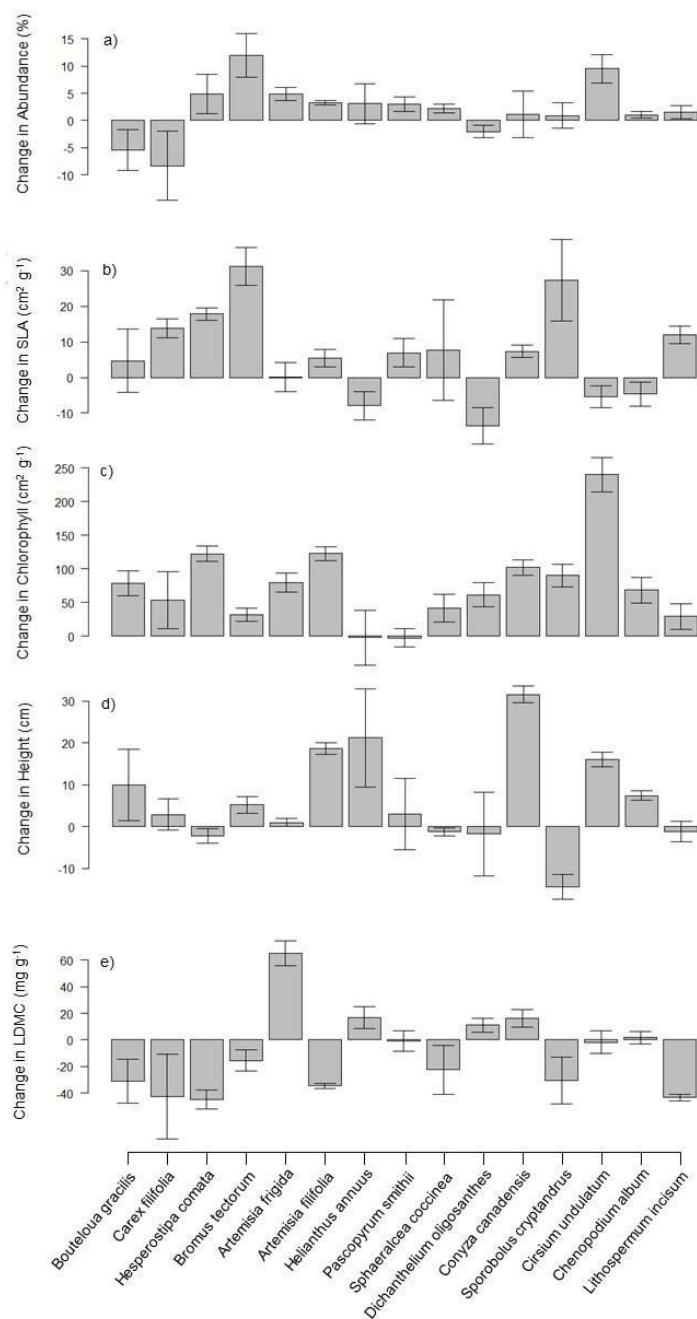 a)
Change in Abundance (%)
15
10
5
0
-5
-10
b)
Change in SLA (cm² g⁻¹)
30
20
10
0
-10
c)
Change in Chlorophyll (cm² g⁻¹)
250
200
150
100
50
0
d)
Change in Height (cm)
30
20
10
0
-10
e)
Change in LDMC (mg g⁻¹)
60
40
20
0
-20
-40
Bouteloua gracilis
Carex filifolia
Hesperostipa comata
Bromus tectorum
Artemisia frigida
Artemisia filifolia
Helianthus annuus
Pascopyrum smithii
Sphaeralcea coccinea
Dichanthelium oligosanthes
Conyza canadensis
Sporobolus cryptandrus
Cirsium undulatum
Chenopodium album
Lithospermum incisum